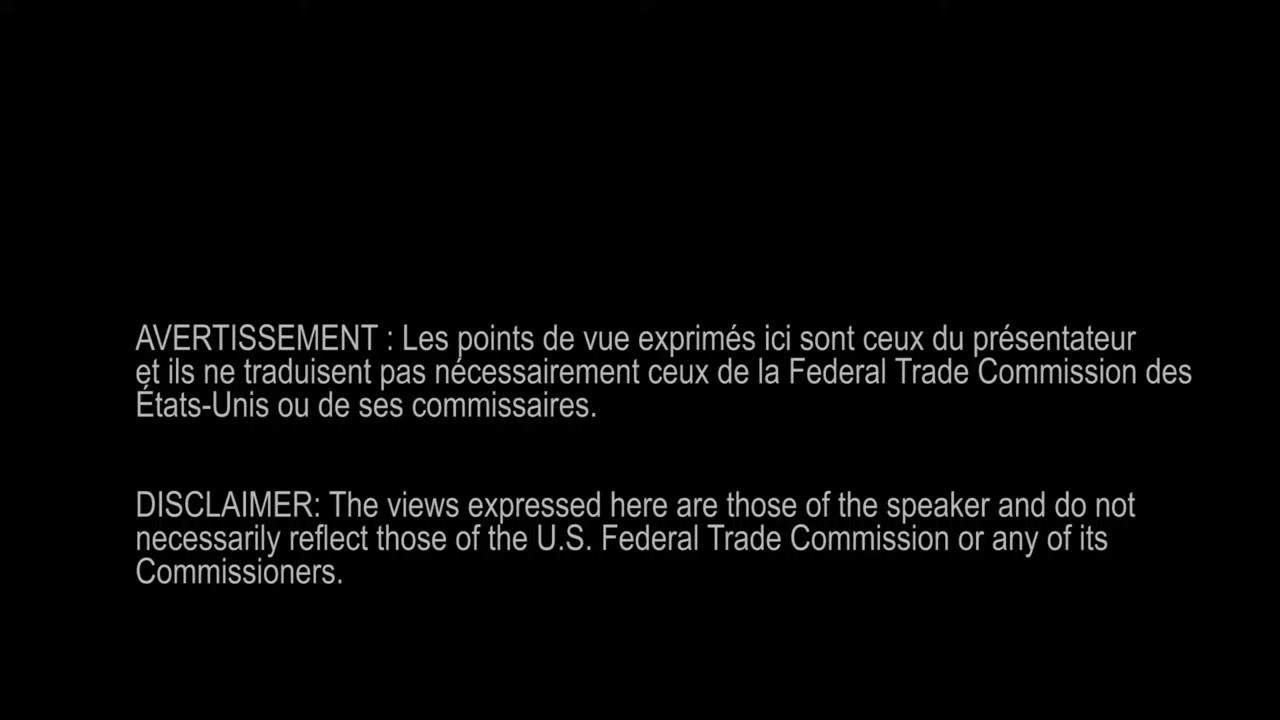 AVERTISSEMENT : Les points de vue exprimés ici sont ceux du présentateur
et ils ne traduisent pas nécessairement ceux de la Federal Trade Commission des
États-Unis ou de ses commissaires.
DISCLAIMER: The views expressed here are those of the speaker and do not
necessarily reflect those of the U.S. Federal Trade Commission or any of its
Commissioners.